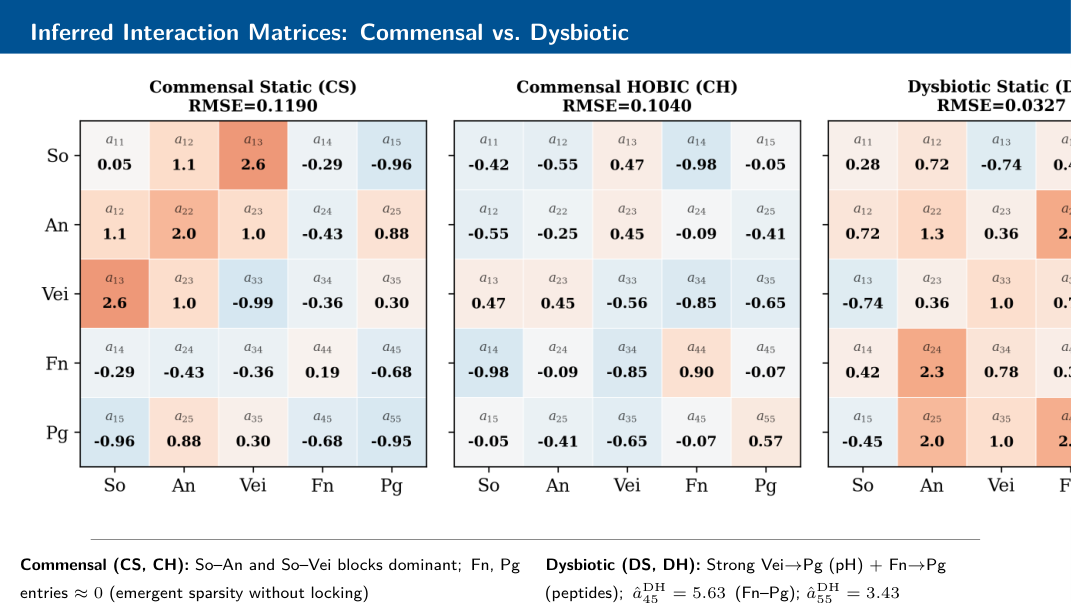 Inferred Interaction Matrices: Commensal vs. Dysbiotic
Commensal Static (CS)
RMSE=0.1190
So
An
Vei
Fn
Pg
a11 a12 a13 a14 a15
0.05 1.1 2.6 -0.29 -0.96
a12 a22 a23 a24 a25
1.1 2.0 1.0 -0.43 0.88
a13 a23 a33 a34 a35
2.6 1.0 -0.99 -0.36 0.30
a14 a24 a34 a44 a45
-0.29 -0.43 -0.36 0.19 -0.68
a15 a25 a35 a45 a55
-0.96 0.88 0.30 -0.68 -0.95
So An Vei Fn Pg
Commensal HOBIC (CH)
RMSE=0.1040
a11 a12 a13 a14 a15
-0.42 -0.55 0.47 -0.98 -0.05
a12 a22 a23 a24 a25
-0.55 -0.25 0.45 -0.09 -0.41
a13 a23 a33 a34 a35
0.47 0.45 -0.56 -0.85 -0.65
a14 a24 a34 a44 a45
-0.98 -0.09 -0.85 0.90 -0.07
a15 a25 a35 a45 a55
-0.05 -0.41 -0.65 -0.07 0.57
So An Vei Fn Pg
Dysbiotic Static
RMSE=0.0327
a11 a12 a13
0.28 0.72 -0.74
a12 a22 a23
0.72 1.3 0.36
a13 a23 a33
-0.74 0.36 1.0
a14 a24 a34
0.42 2.3 0.78
a15 a25 a35
-0.45 2.0 1.0
So An Vei
Commensal (CS, CH): So–An and So–Vei blocks dominant; Fn, Pg
entries ≈ 0 (emergent sparsity without locking)
Dysbiotic (DS, DH): Strong Vei→Pg (pH) + Fn→Pg
(peptides); â45^DH = 5.63 (Fn–Pg); â55^DH = 3.43